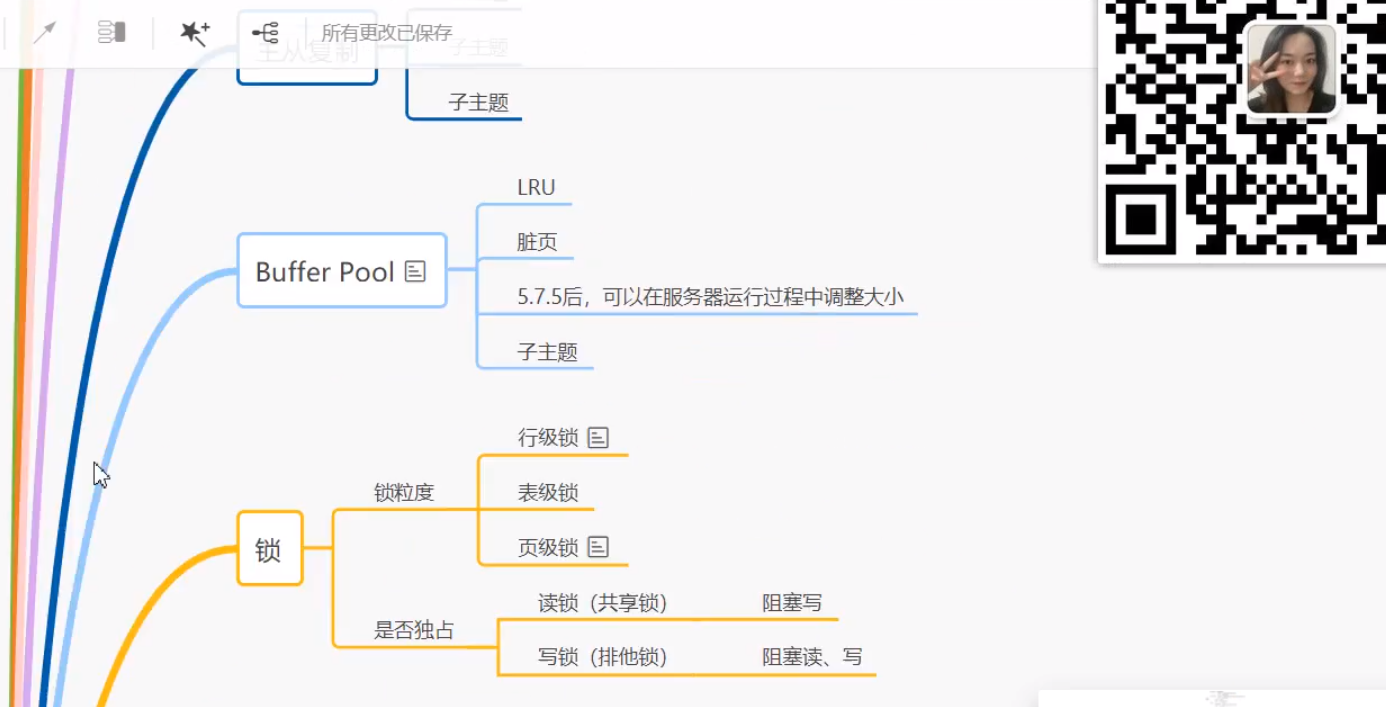 所有更改已保存
主从复制
子主题
子主题
Buffer Pool
LRU
脏页
5.7.5后，可以在服务器运行过程中调整大小
子主题
锁
锁粒度
行级锁
表级锁
页级锁
是否独占
读锁（共享锁） 阻塞写
写锁（排他锁） 阻塞读、写